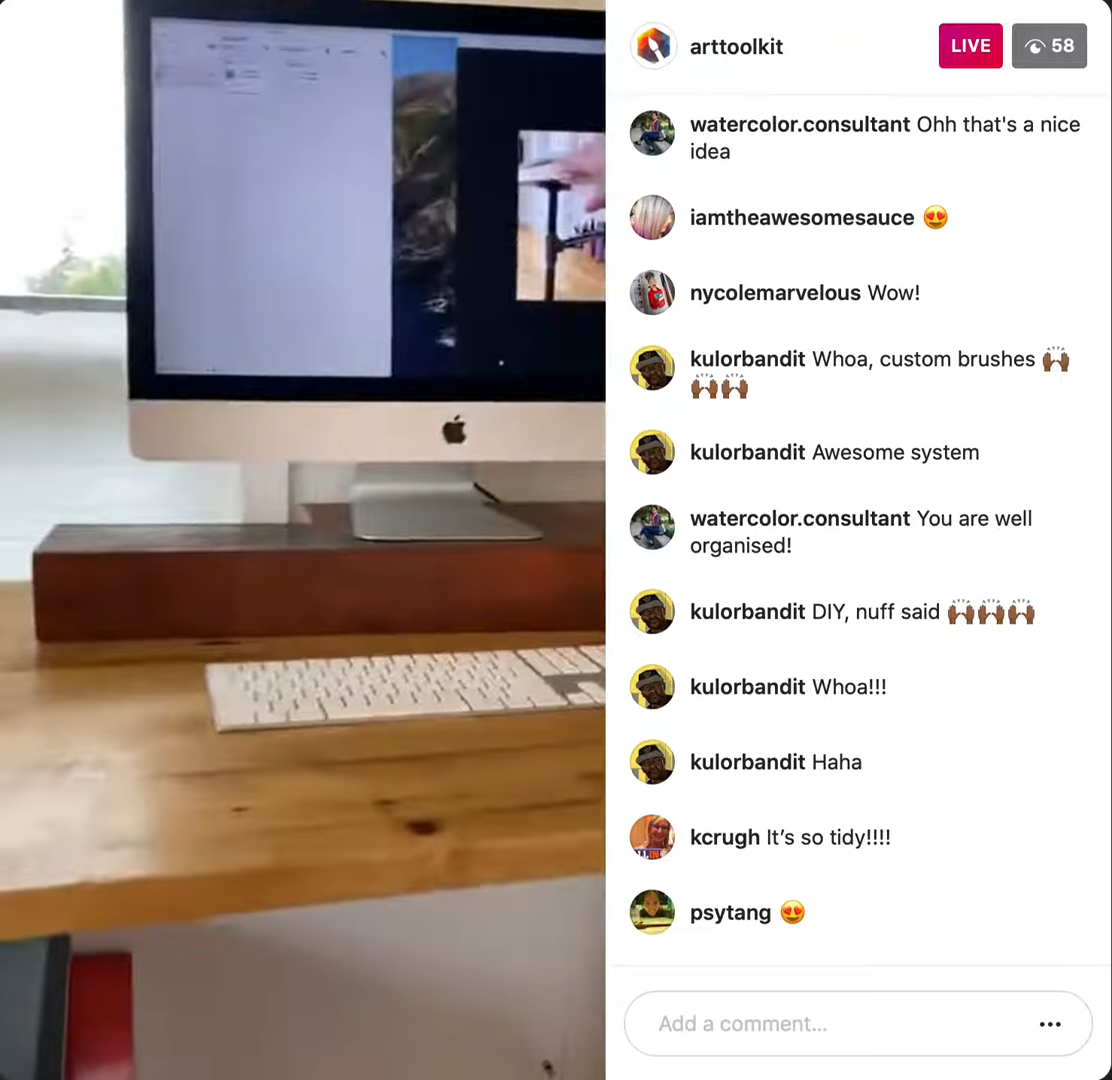 arttoolkit
LIVE
58
watercolor.consultant Ohh that's a nice
idea
iamtheawesomesauce 😍
nycolemarvelous Wow!
kulorbandit Whoa, custom brushes 🙌🏾
🙌🏾🙌🏾
kulorbandit Awesome system
watercolor.consultant You are well
organised!
kulorbandit DIY, nuff said 🙌🏾🙌🏾🙌🏾
kulorbandit Whoa!!!
kulorbandit Haha
kcrugh It’s so tidy!!!!
psytang 😍
Add a comment...